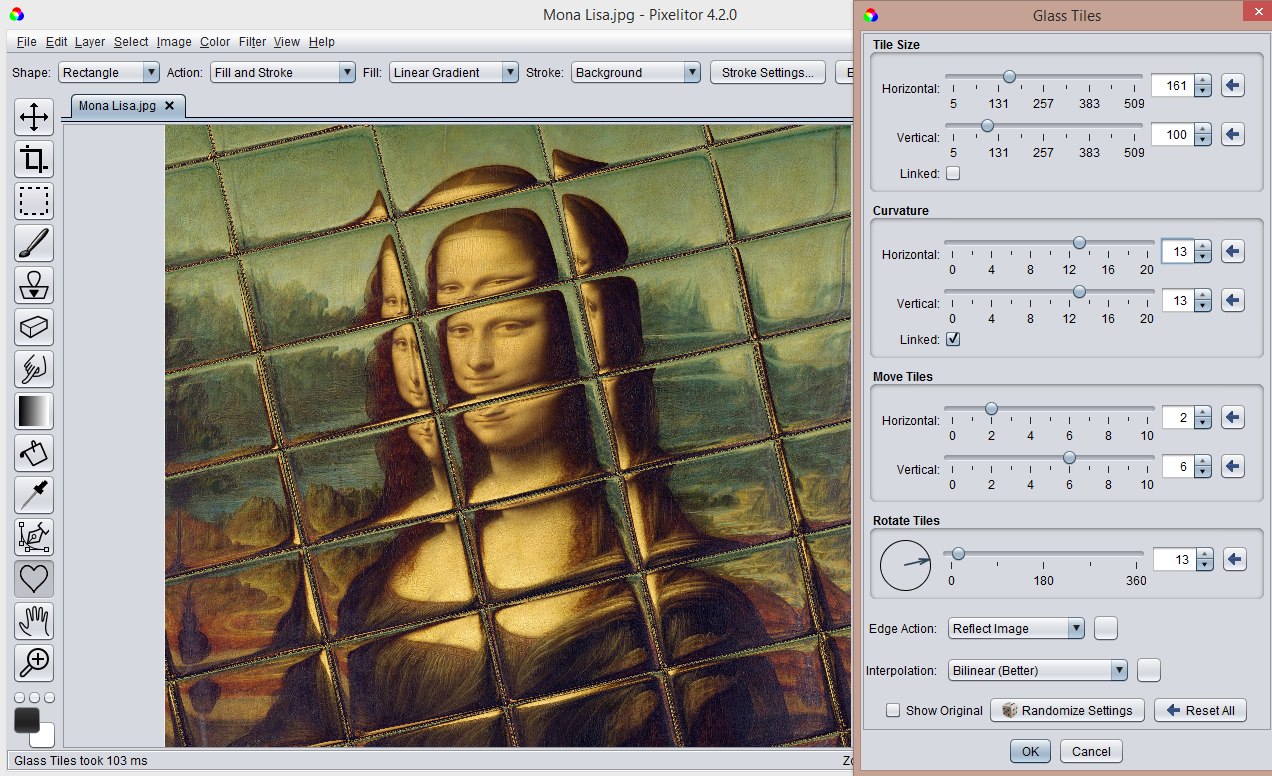 Mona Lisa.jpg - Pixelitor 4.2.0
File Edit Layer Select Image Color Filter View Help
Shape: Rectangle Action: Fill and Stroke Fill: Linear Gradient Stroke: Background Stroke Settings...
Mona Lisa.jpg
Glass Tiles took 103 ms
Glass Tiles
Tile Size
Horizontal: 161
5 131 257 383 509
Vertical: 100
5 131 257 383 509
Linked:
Curvature
Horizontal: 13
0 4 8 12 16 20
Vertical: 13
0 4 8 12 16 20
Linked:
Move Tiles
Horizontal: 2
0 2 4 6 8 10
Vertical: 6
0 2 4 6 8 10
Rotate Tiles
13
0 180 360
Edge Action: Reflect Image
Interpolation: Bilinear (Better)
Show Original Randomize Settings Reset All
OK Cancel